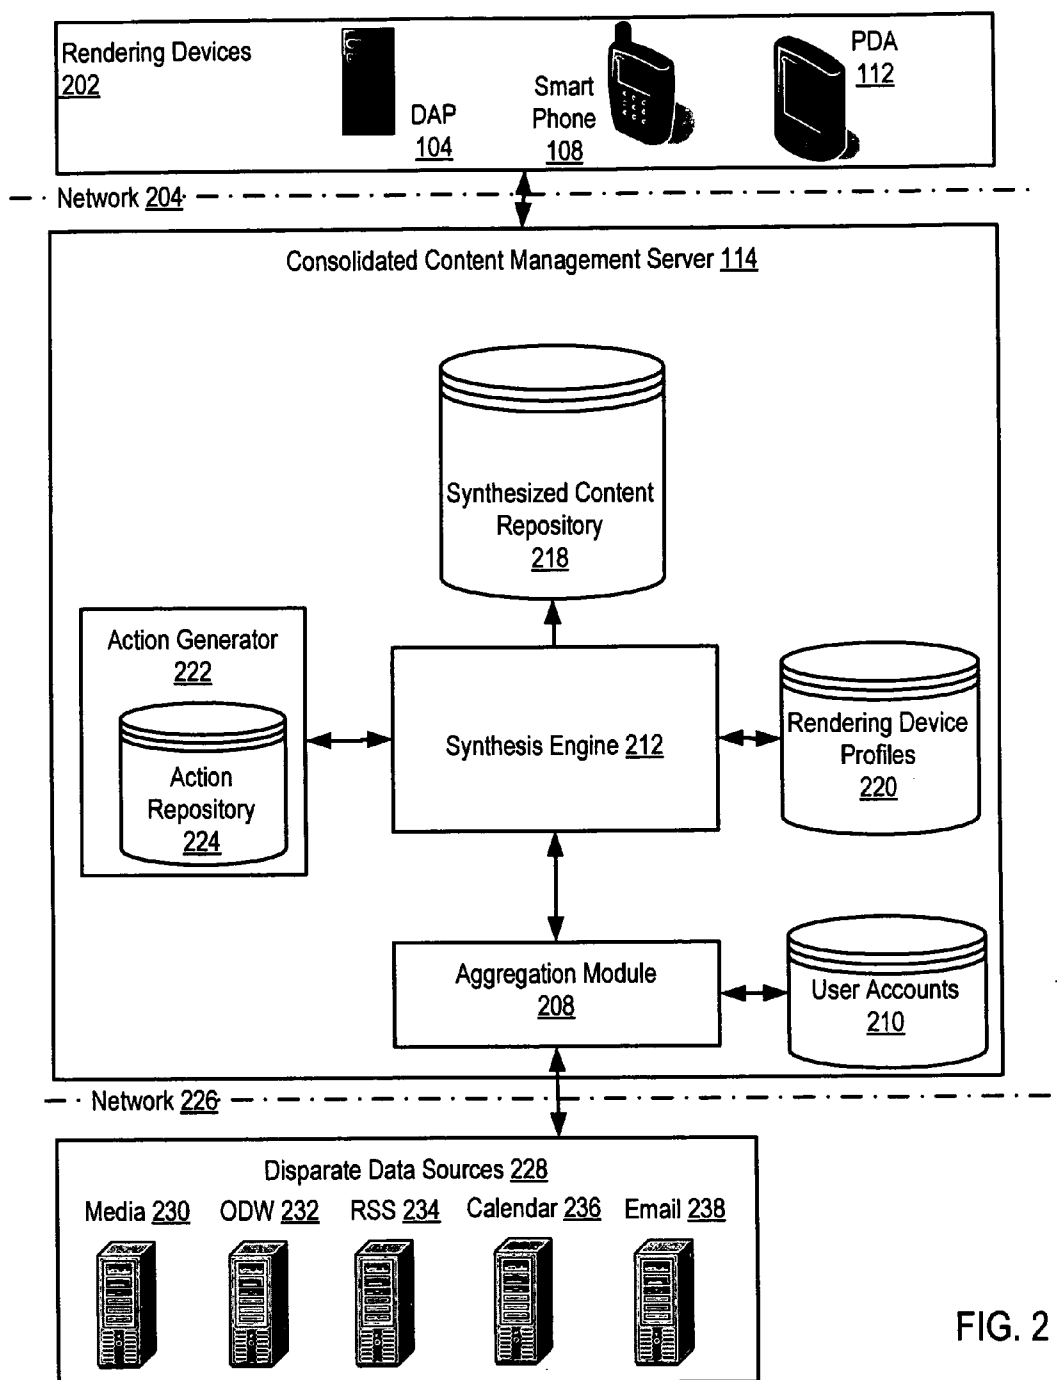 Rendering Devices
202
DAP
104
Smart
Phone
108
PDA
112
Network 204
Consolidated Content Management Server 114
Synthesized Content
Repository
218
Action Generator
222
Action
Repository
224
Synthesis Engine 212
Rendering Device
Profiles
220
Aggregation Module
208
User Accounts
210
Network 226
Disparate Data Sources 228
Media 230
ODW 232
RSS 234
Calendar 236
Email 238
FIG. 2